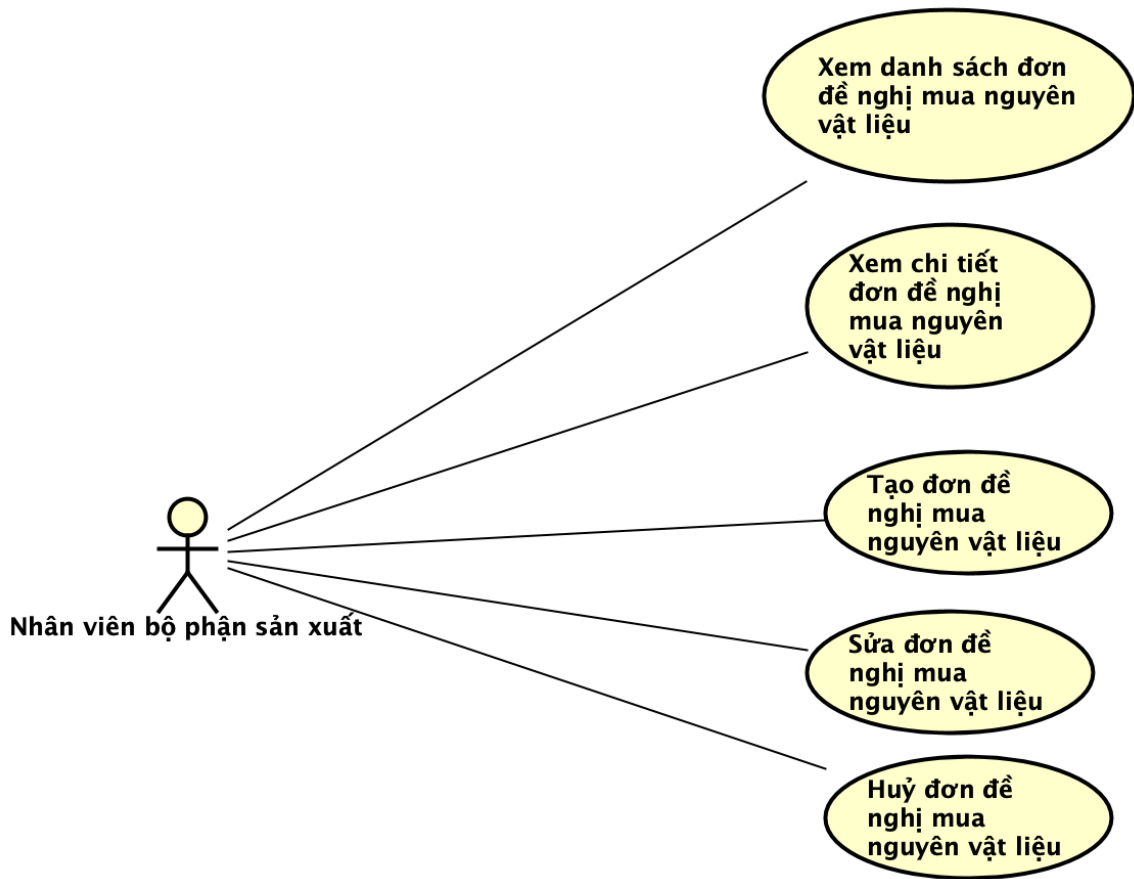 Xem danh sách đơn
đề nghị mua nguyên
vật liệu
Xem chi tiết
đơn đề nghị
mua nguyên
vật liệu
Tạo đơn đề
nghị mua
nguyên vật liệu
Nhân viên bộ phận sản xuất
Sửa đơn đề
nghị mua
nguyên vật liệu
Huỷ đơn đề
nghị mua
nguyên vật liệu